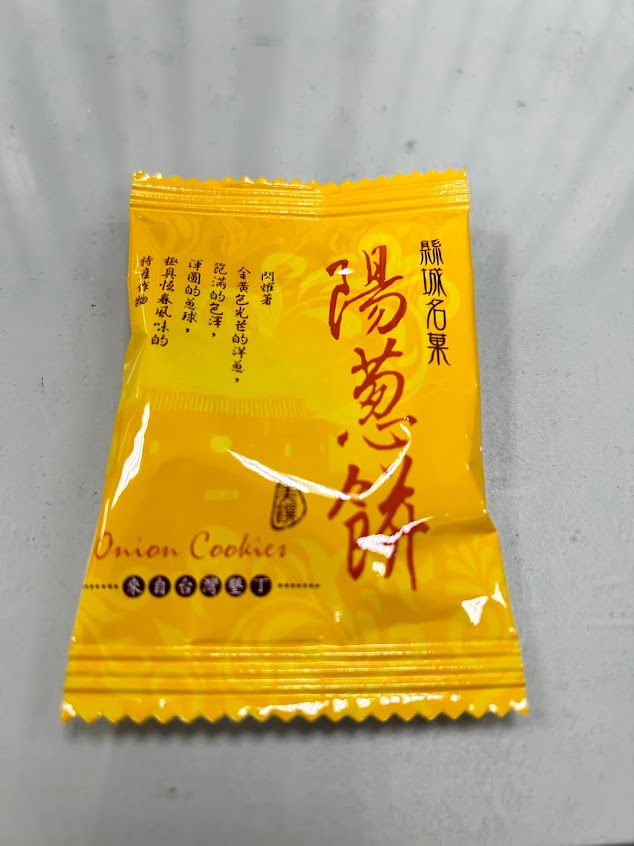 縣城名菓
陽蔥餅
閃耀著
金黃色光芒的洋蔥，
飽滿的色澤，
渾圓的蔥球，
極具恆春風味的
特產作物
Onion Cookies
來自台灣墾丁